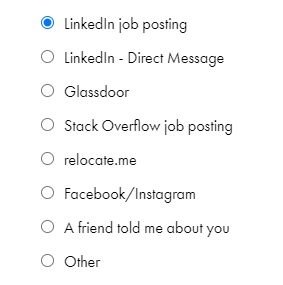 LinkedIn job posting
LinkedIn - Direct Message
Glassdoor
Stack Overflow job posting
relocate.me
Facebook/Instagram
A friend told me about you
Other